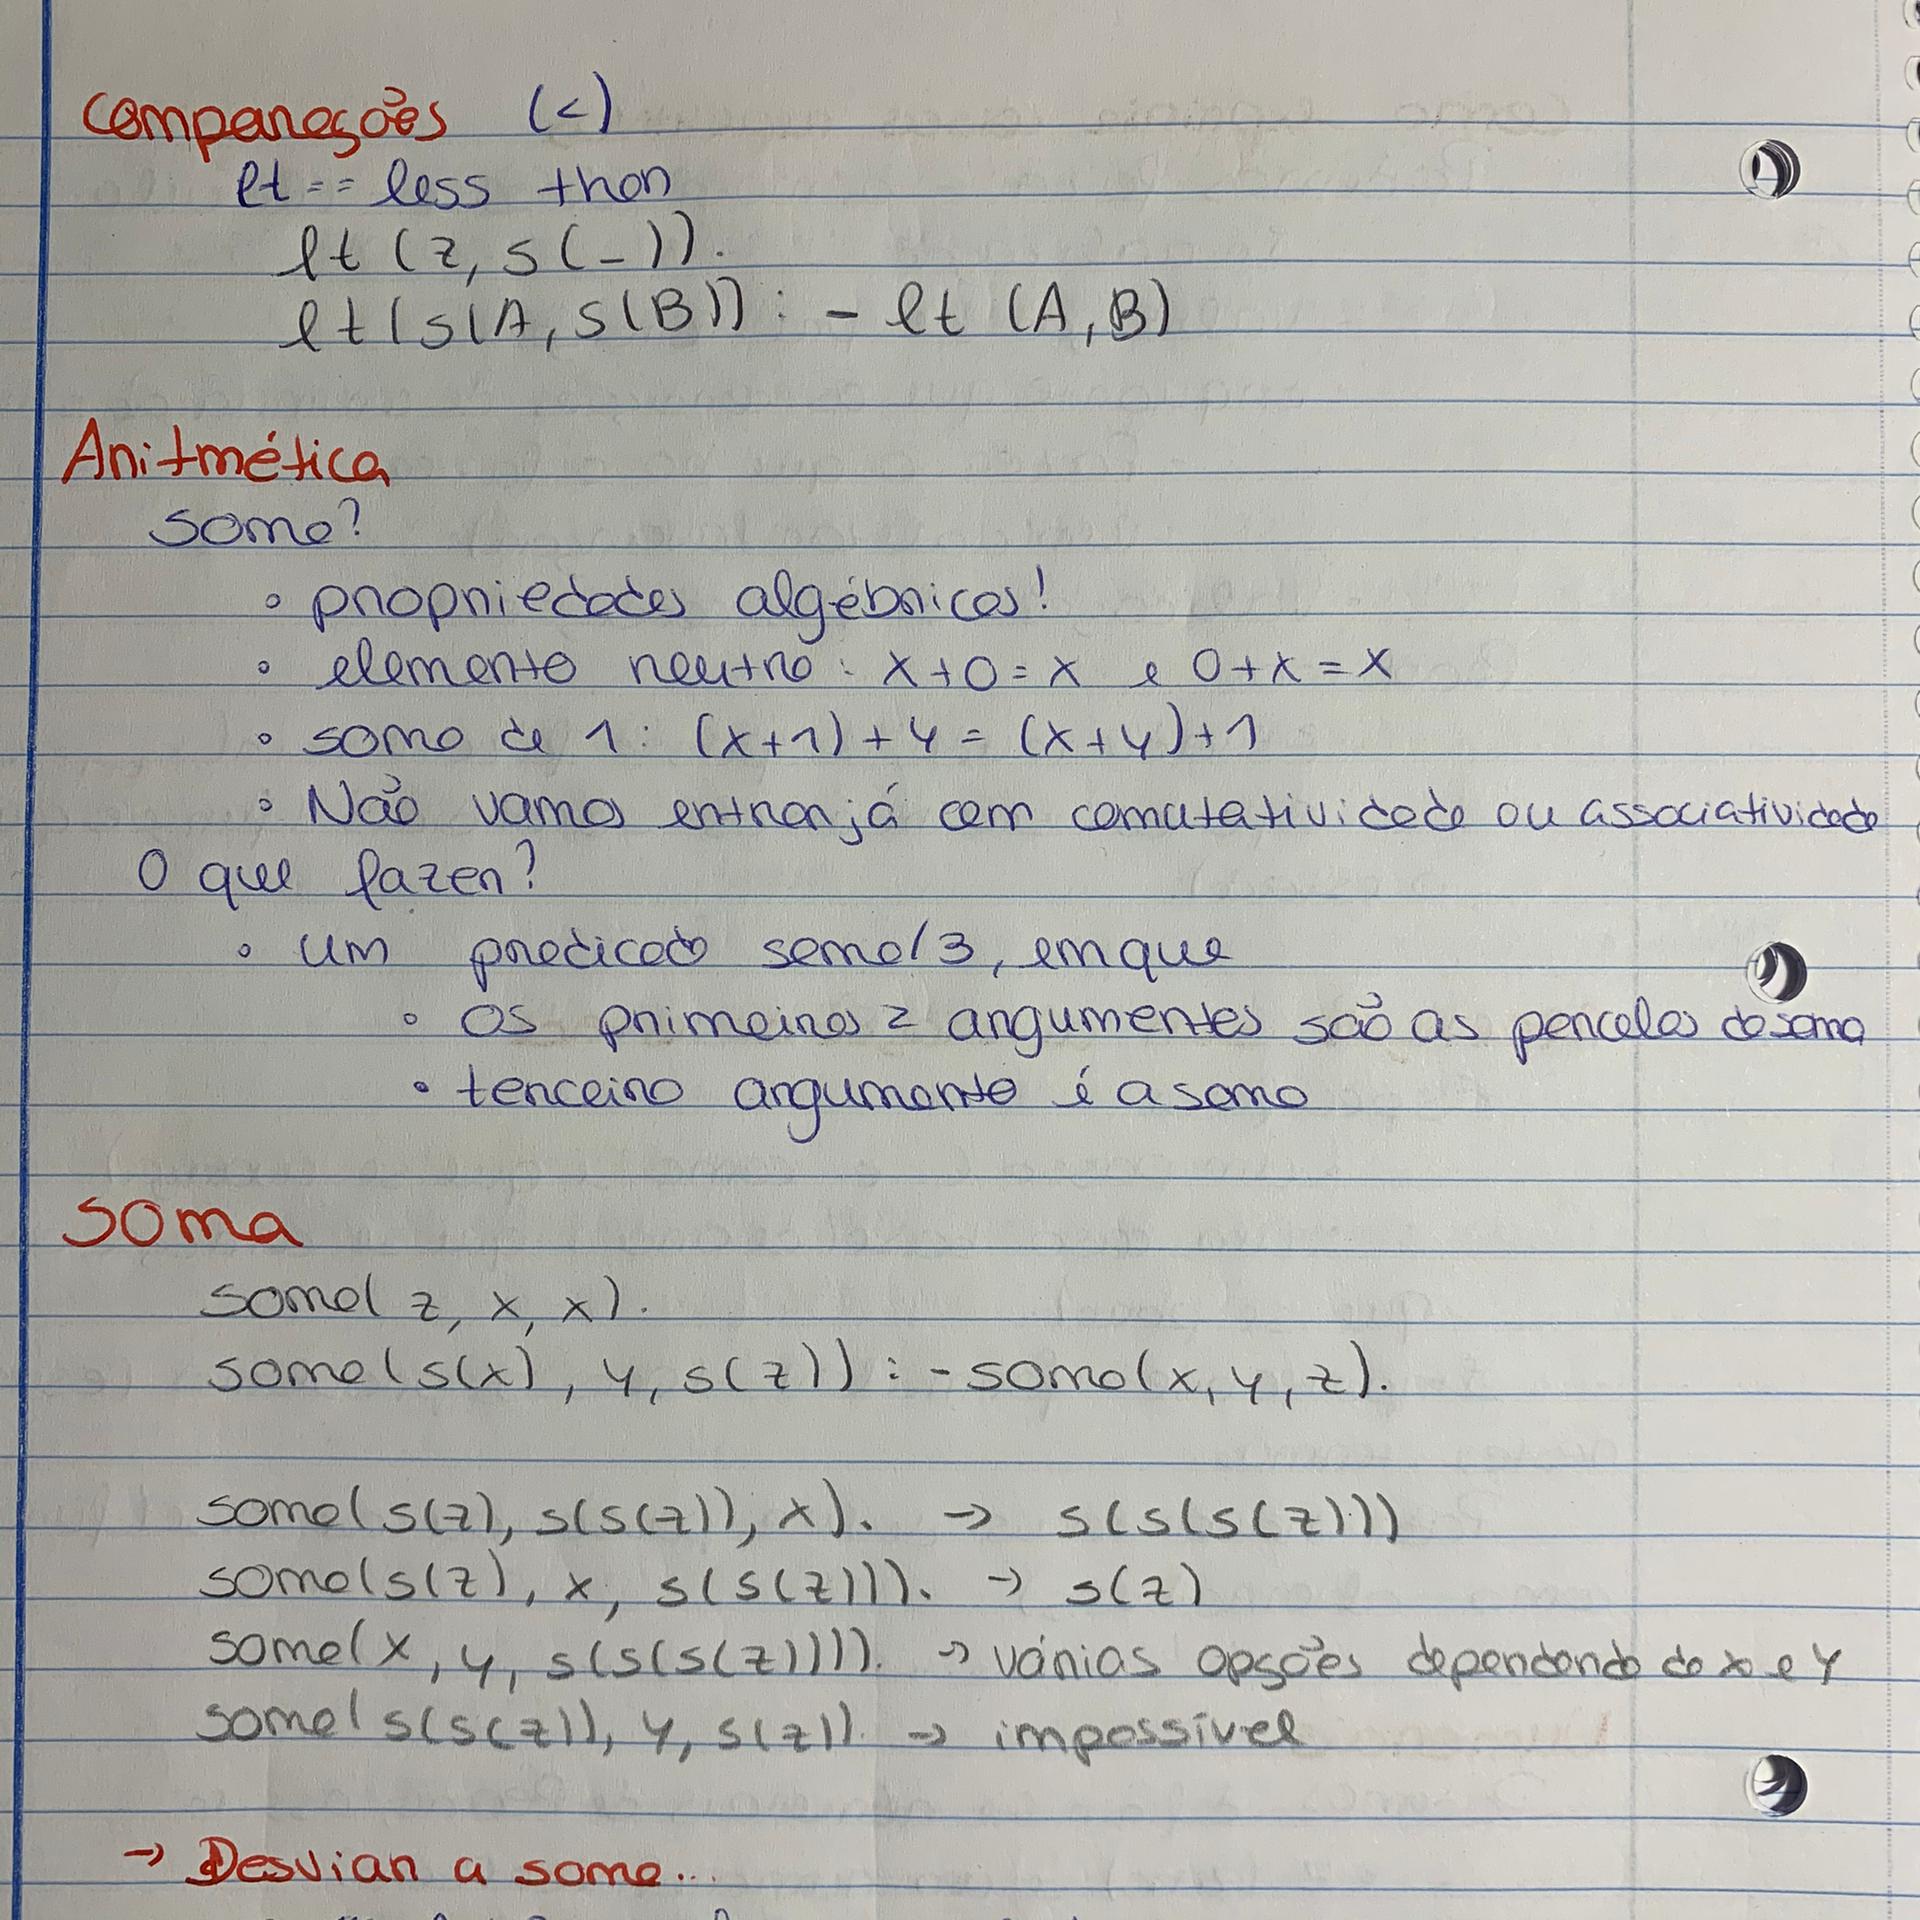 Comparações (<)
lt == less than
lt (z, s(_)).
lt(s(A, s(B)) :- lt (A,B)
Aritmética
Soma?
◦ propriedades algébricas!
◦ elemento neutro: x+0=x e 0+x=x
◦ soma de 1: (x+1)+y=(x+y)+1
◦ Não vamos entrar já com comutatividade ou associatividade
O que fazer?
◦ um predicado soma/3, em que
◦ Os primeiros 2 argumentos são as parcelas da soma
• terceiro argumento é a soma
Soma
soma(z, x, x).
soma(s(x), y, s(z)) :- soma(x, y, z).
soma(s(z), s(s(z)), x). → s(s(s(z)))
soma(s(z), x, s(s(z))). → s(z)
soma(x, y, s(s(s(z)))). → várias opções dependendo do x e y
soma(s(s(z)), y, s(z)). → impossível
→ Desviar a soma...